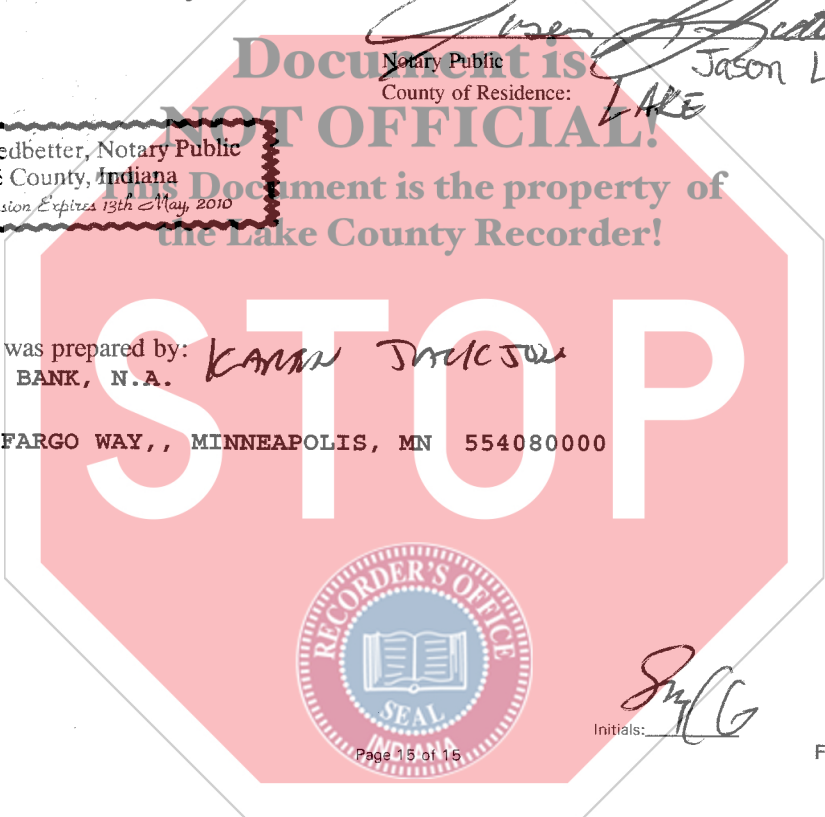 Document is
Notary Public
Jason L
County of Residence:
LAKE
NOT OFFICIAL!
edbetter, Notary Public
e County, Indiana
This Document is the property of
sion Expires 13th May, 2010
the Lake County Recorder!
STOP
was prepared by: KAREN JACKSON
BANK, N.A.
FARGO WAY,, MINNEAPOLIS, MN 554080000
RECORDER'S OFFICE
SEAL
INDIANA
Initials:
Page 15 of 15
F